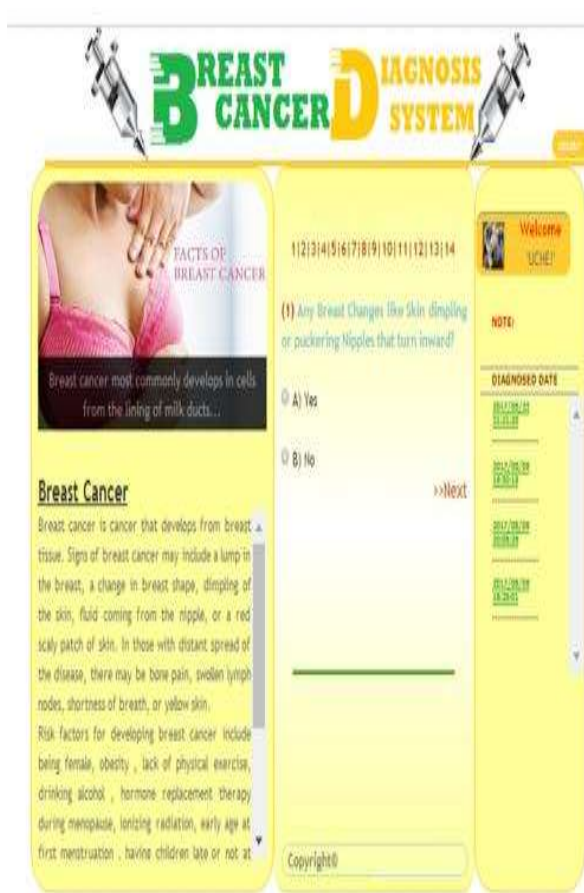 BREAST
CANCER
DIAGNOSIS
SYSTEM
FACTS OF
BREAST CANCER
Breast cancer most commonly develops in cells
from the lining of milk ducts...
Breast Cancer
Breast cancer is cancer that develops from breast
tissue. Signs of breast cancer may include a lump in
the breast, a change in breast shape, dimpling of
the skin, fluid coming from the nipple, or a red
scaly patch of skin. In those with distant spread of
the disease, there may be bone pain, swollen lymph
nodes, shortness of breath, or yellow skin.
Risk factors for developing breast cancer include
being female, obesity , lack of physical exercise,
drinking alcohol , hormone replacement therapy
during menopause, ionizing radiation, early age at
first menstruation , having children late or not at
1|2|3|4|5|6|7|8|9|10|11|12|13|14
(1) Any Breast Changes like Skin dimpling
or puckering Nipples that turn inward?
A) Yes
B) No
>>Next
Copyright©
Welcome
'UCHE!'
NOTE:
DIAGNOSED DATE